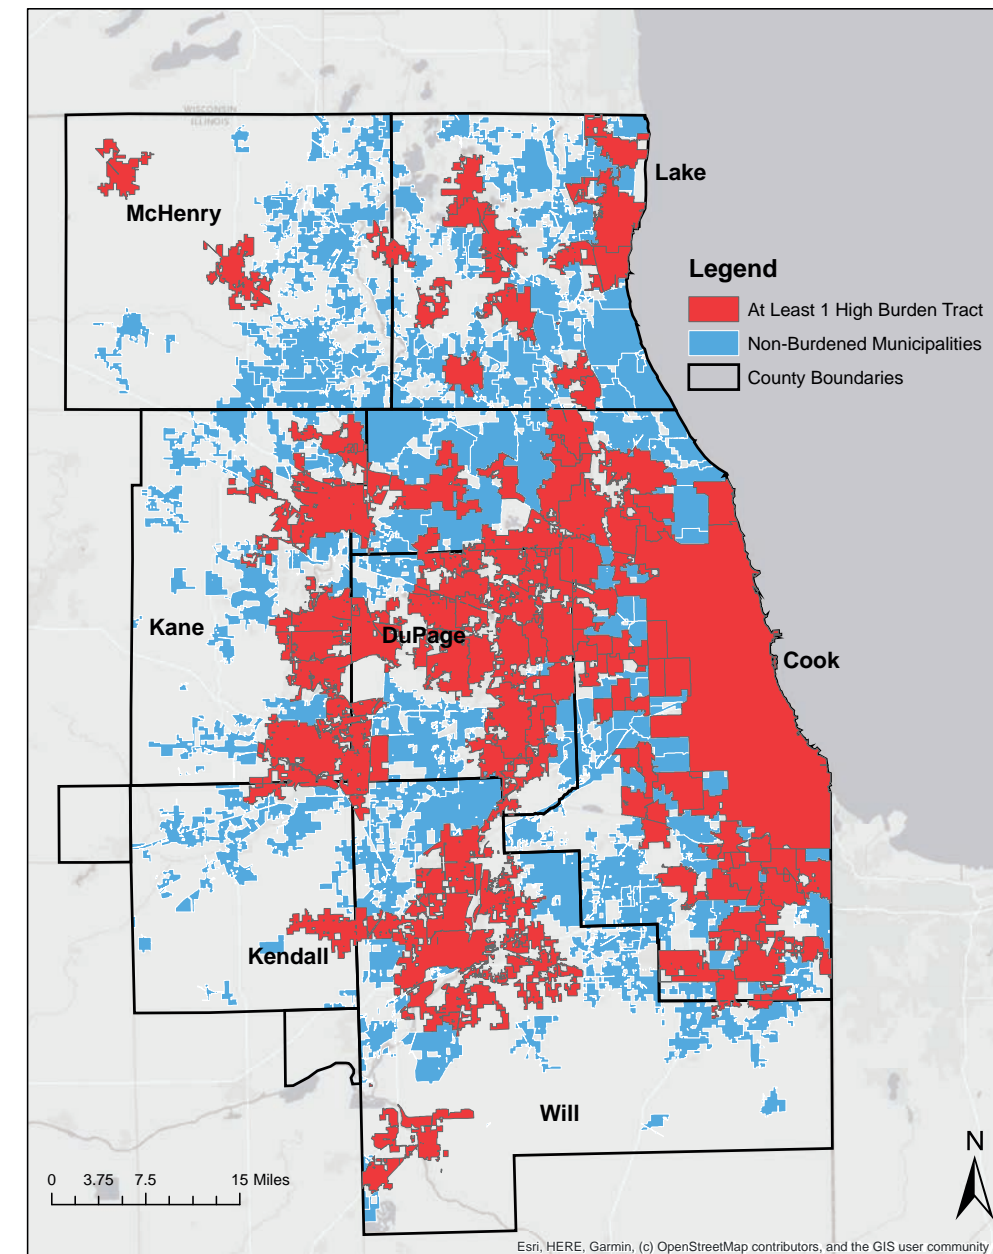 WISCONSIN
ILLINOIS
Lake
McHenry
Legend
At Least 1 High Burden Tract
Non-Burdened Municipalities
County Boundaries
Kane
DuPage
Cook
Kendall
Will
N
0 3.75 7.5 15 Miles
Esri, HERE, Garmin, (c) OpenStreetMap contributors, and the GIS user community